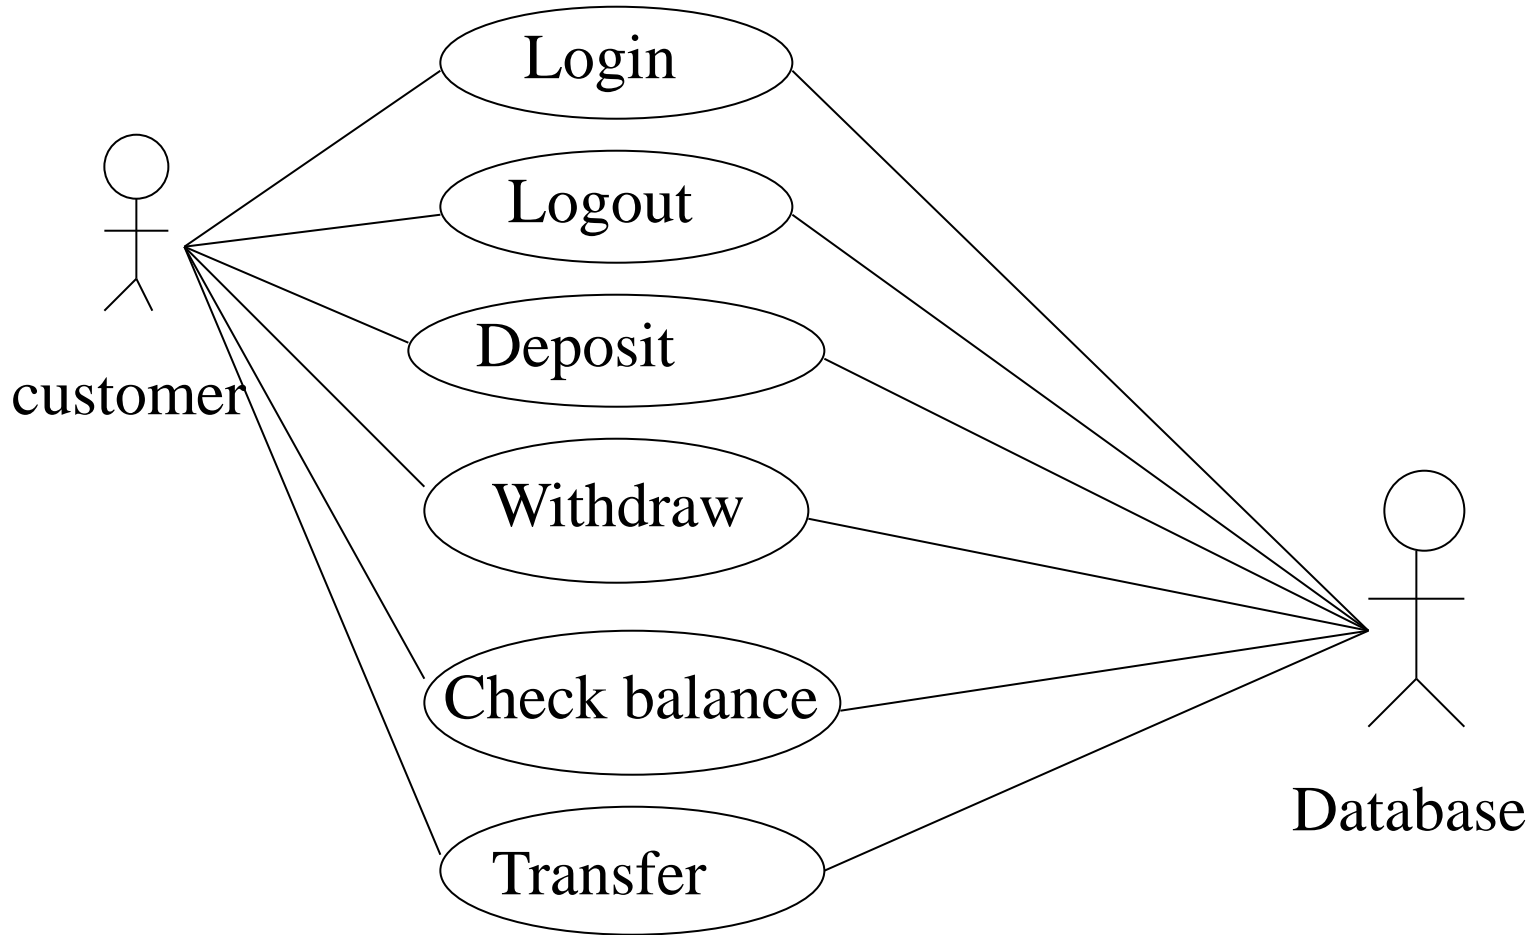 Login
Logout
Deposit
customer
Withdraw
Check balance
Database
Transfer